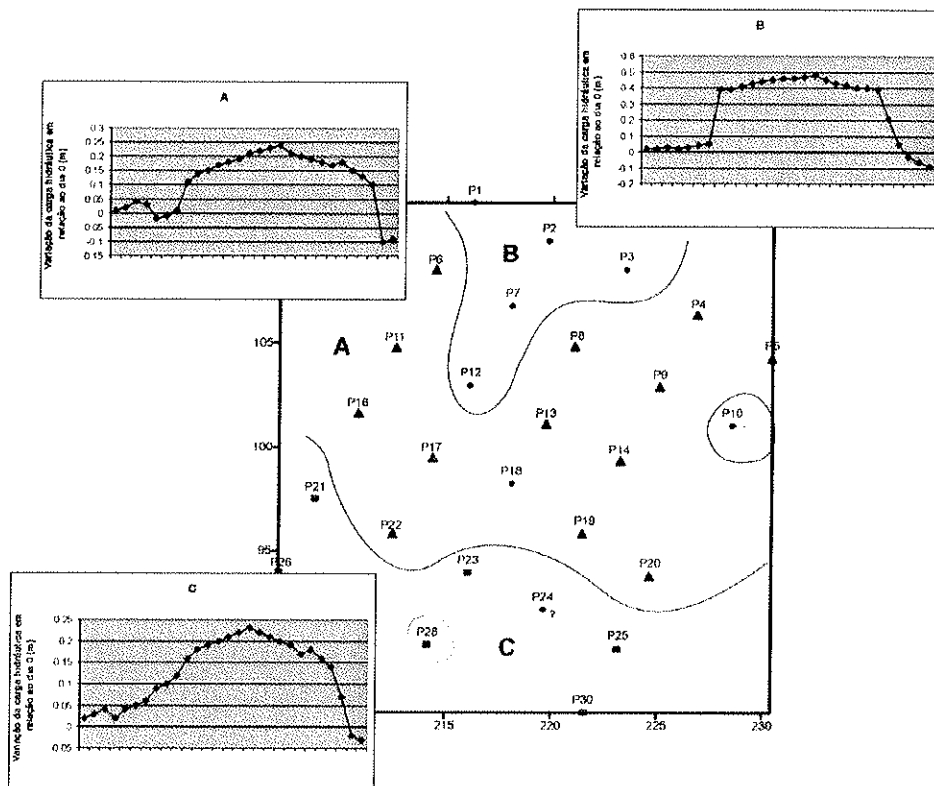 B
Variação da carga hidráulica em
relação ao dia 0 (m)
0.6
0.5
0.4
0.3
0.2
0.1
0
-0.1
-0.2
A
Variação da carga hidráulica em
relação ao dia 0 (m)
0.3
0.25
0.2
0.15
0.1
0.05
0
0.05
-0.1
0.15
P1
P2
P3
B
P6
P7
P4
105
A
P11
P8
P5
P12
P9
P16
P13
P10
100
P17
P14
P18
P21
P22
P19
95
P23
P20
P26
P24
?
P28
C
P25
P30
215
220
225
230
C
Variação da carga hidráulica em
relação ao dia 0 (m)
0.25
0.2
0.15
0.1
0.05
0
0.05